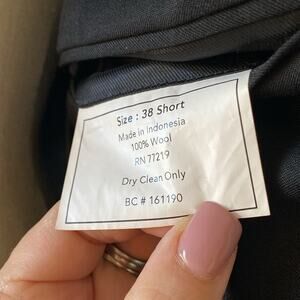 Size : 38 Short
Made in Indonesia
100% Wool
RN 77219
Dry Clean Only
BC # 161190